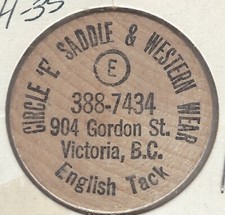 4-35
CIRCLE 'E' SADDLE & WESTERN WEAR
E
388-7434
904 Gordon St.
Victoria, B.C.
English Tack